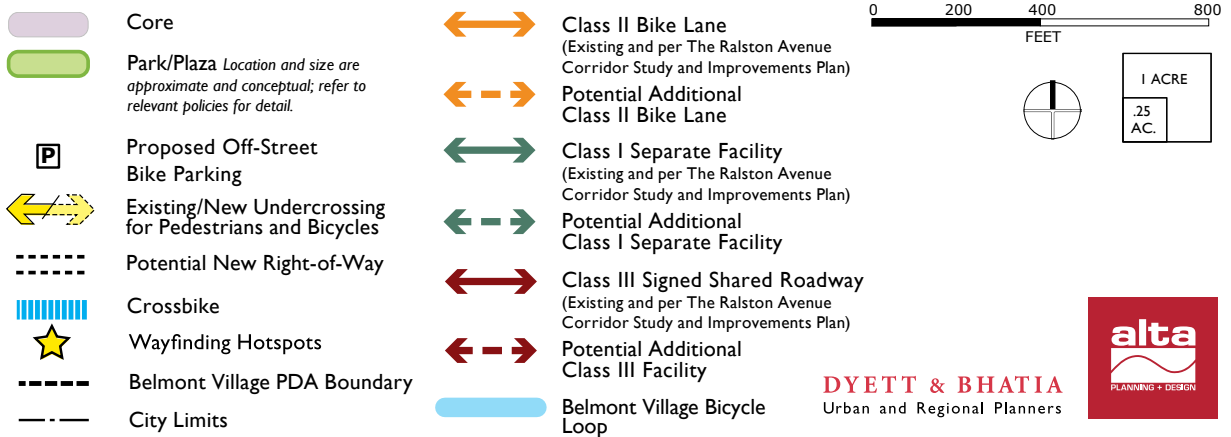 Core
Park/Plaza Location and size are
approximate and conceptual; refer to
relevant policies for detail.
P
Proposed Off-Street
Bike Parking
Existing/New Undercrossing
for Pedestrians and Bicycles
Potential New Right-of-Way
Crossbike
Wayfinding Hotspots
Belmont Village PDA Boundary
City Limits
Class II Bike Lane
(Existing and per The Ralston Avenue
Corridor Study and Improvements Plan)
Potential Additional
Class II Bike Lane
Class I Separate Facility
(Existing and per The Ralston Avenue
Corridor Study and Improvements Plan)
Potential Additional
Class I Separate Facility
Class III Signed Shared Roadway
(Existing and per The Ralston Avenue
Corridor Study and Improvements Plan)
Potential Additional
Class III Facility
Belmont Village Bicycle
Loop
0 200 400 800
FEET
1 ACRE
.25
AC.
DYETT & BHATIA
Urban and Regional Planners
alta
PLANNING + DESIGN